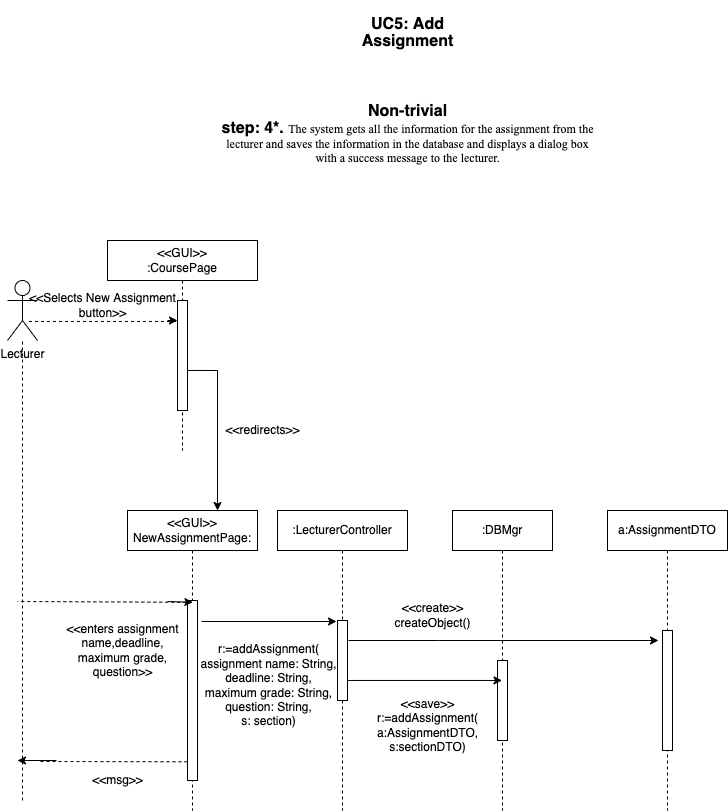 UC5: Add
Assignment
Non-trivial
step: 4*. The system gets all the information for the assignment from the
lecturer and saves the information in the database and displays a dialog box
with a success message to the lecturer.
<<GUI>>
:CoursePage
<<Selects New Assignment
button>>
Lecturer
<<redirects>>
<<GUI>>
NewAssignmentPage:
:LecturerController
:DBMgr
a:AssignmentDTO
<<enters assignment
name,deadline,
maximum grade,
question>>
r:=addAssignment(
assignment name: String,
deadline: String,
maximum grade: String,
question: String,
s: section)
<<create>>
createObject()
<<save>>
r:=addAssignment(
a:AssignmentDTO,
s:sectionDTO)
<<msg>>